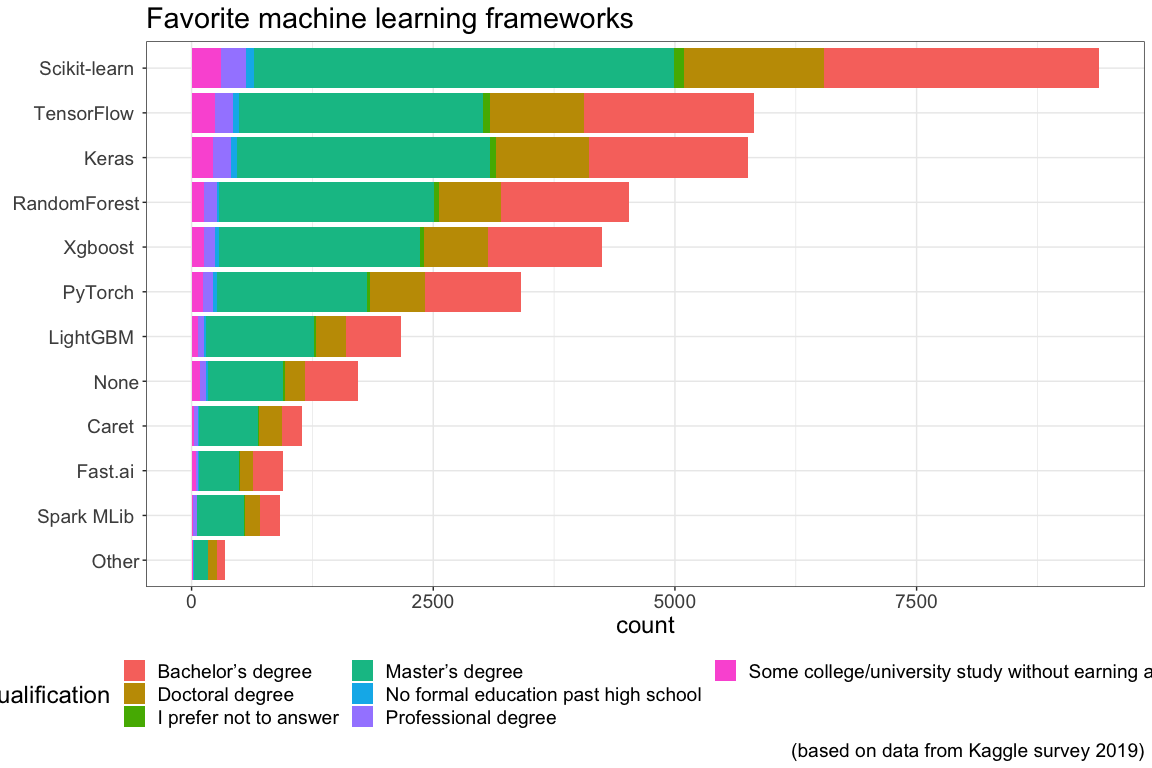 Favorite machine learning frameworks
Scikit-learn
TensorFlow
Keras
RandomForest
Xgboost
PyTorch
LightGBM
None
Caret
Fast.ai
Spark MLib
Other
0 2500 5000 7500
count
ualification
Bachelor’s degree
Doctoral degree
I prefer not to answer
Master’s degree
No formal education past high school
Professional degree
Some college/university study without earning a
(based on data from Kaggle survey 2019)